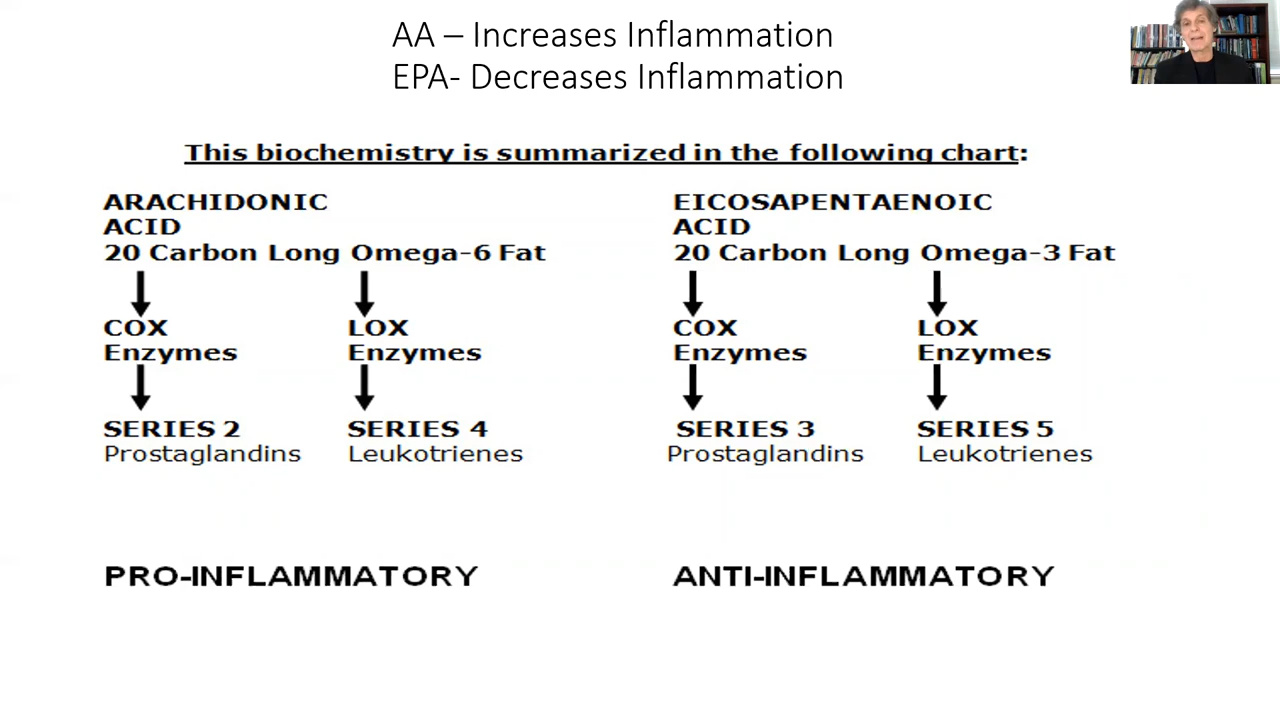 AA – Increases Inflammation
EPA- Decreases Inflammation
This biochemistry is summarized in the following chart:
ARACHIDONIC
ACID
20 Carbon Long Omega-6 Fat
COX
Enzymes
LOX
Enzymes
SERIES 2
Prostaglandins
SERIES 4
Leukotrienes
PRO-INFLAMMATORY
EICOSAPENTAENOIC
ACID
20 Carbon Long Omega-3 Fat
COX
Enzymes
LOX
Enzymes
SERIES 3
Prostaglandins
SERIES 5
Leukotrienes
ANTI-INFLAMMATORY